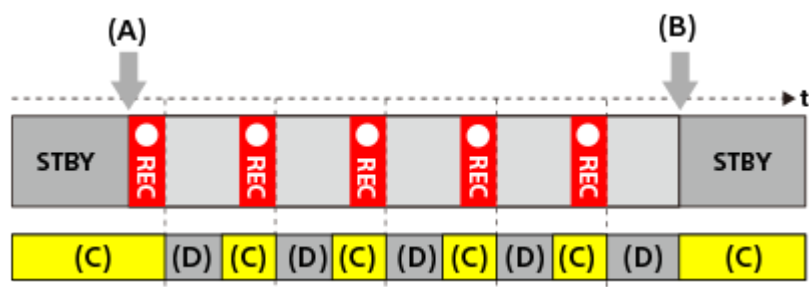 (A) (B)
t
STBY REC REC REC REC REC STBY
(C) (D) (C) (D) (C) (D) (C) (D) (C) (D) (C)